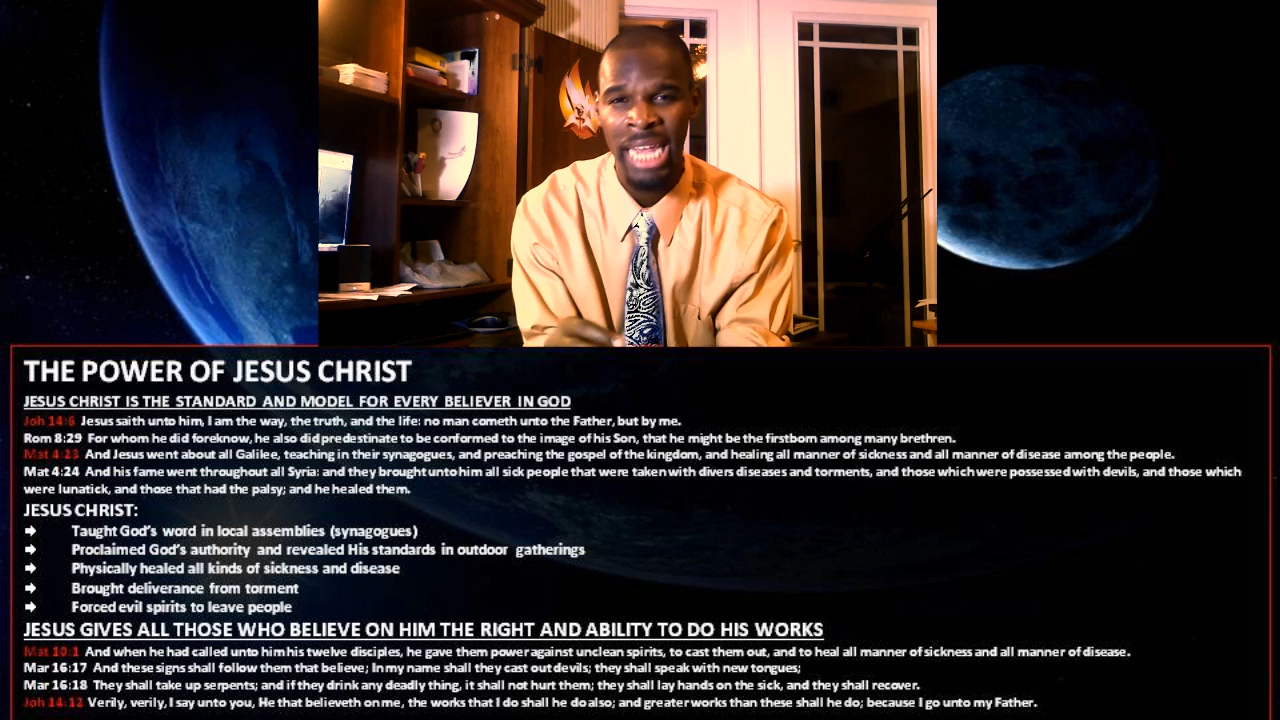 THE POWER OF JESUS CHRIST
JESUS CHRIST IS THE STANDARD AND MODEL FOR EVERY BELIEVER IN GOD
Joh 14:6 Jesus saith unto him, I am the way, the truth, and the life: no man cometh unto the Father, but by me.
Rom 8:29 For whom he did foreknow, he also did predestinate to be conformed to the image of his Son, that he might be the firstborn among many brethren.
Mat 4:23 And Jesus went about all Galilee, teaching in their synagogues, and preaching the gospel of the kingdom, and healing all manner of sickness and all manner of disease among the people.
Mat 4:24 And his fame went throughout all Syria: and they brought unto him all sick people that were taken with divers diseases and torments, and those which were possessed with devils, and those which
were lunatick, and those that had the palsy; and he healed them.
JESUS CHRIST:
➡ Taught God's word in local assemblies (synagogues)
➡ Proclaimed God's authority and revealed His standards in outdoor gatherings
➡ Physically healed all kinds of sickness and disease
➡ Brought deliverance from torment
➡ Forced evil spirits to leave people
JESUS GIVES ALL THOSE WHO BELIEVE ON HIM THE RIGHT AND ABILITY TO DO HIS WORKS
Mat 10:1 And when he had called unto him his twelve disciples, he gave them power against unclean spirits, to cast them out, and to heal all manner of sickness and all manner of disease.
Mar 16:17 And these signs shall follow them that believe; In my name shall they cast out devils; they shall speak with new tongues;
Mar 16:18 They shall take up serpents; and if they drink any deadly thing, it shall not hurt them; they shall lay hands on the sick, and they shall recover.
Joh 14:12 Verily, verily, I say unto you, He that believeth on me, the works that I do shall he do also; and greater works than these shall he do; because I go unto my Father.